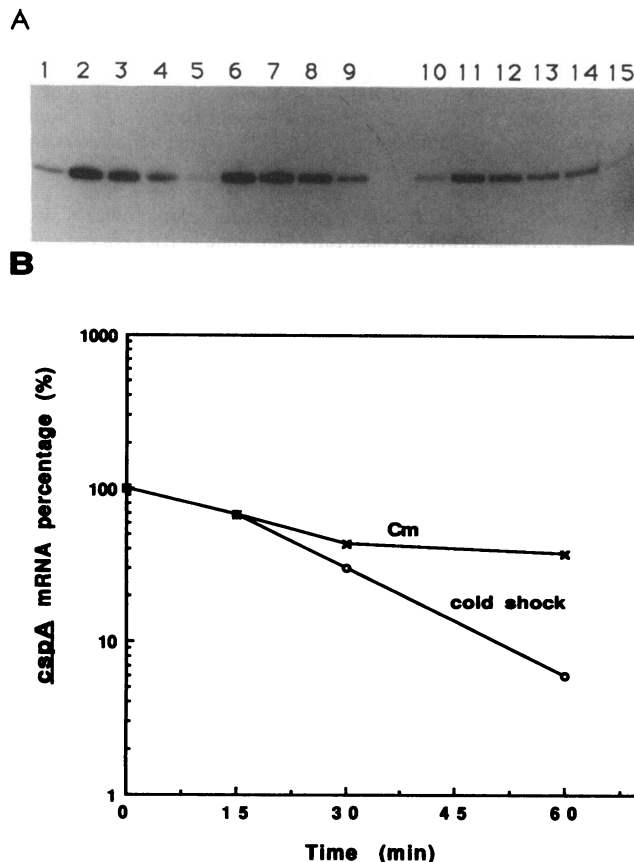 A
1 2 3 4 5 6 7 8 9 10 11 12 13 14 15
B
1000
100
10
1
cspA mRNA percentage (%)
Cm
cold shock
0 15 30 45 60
Time (min)